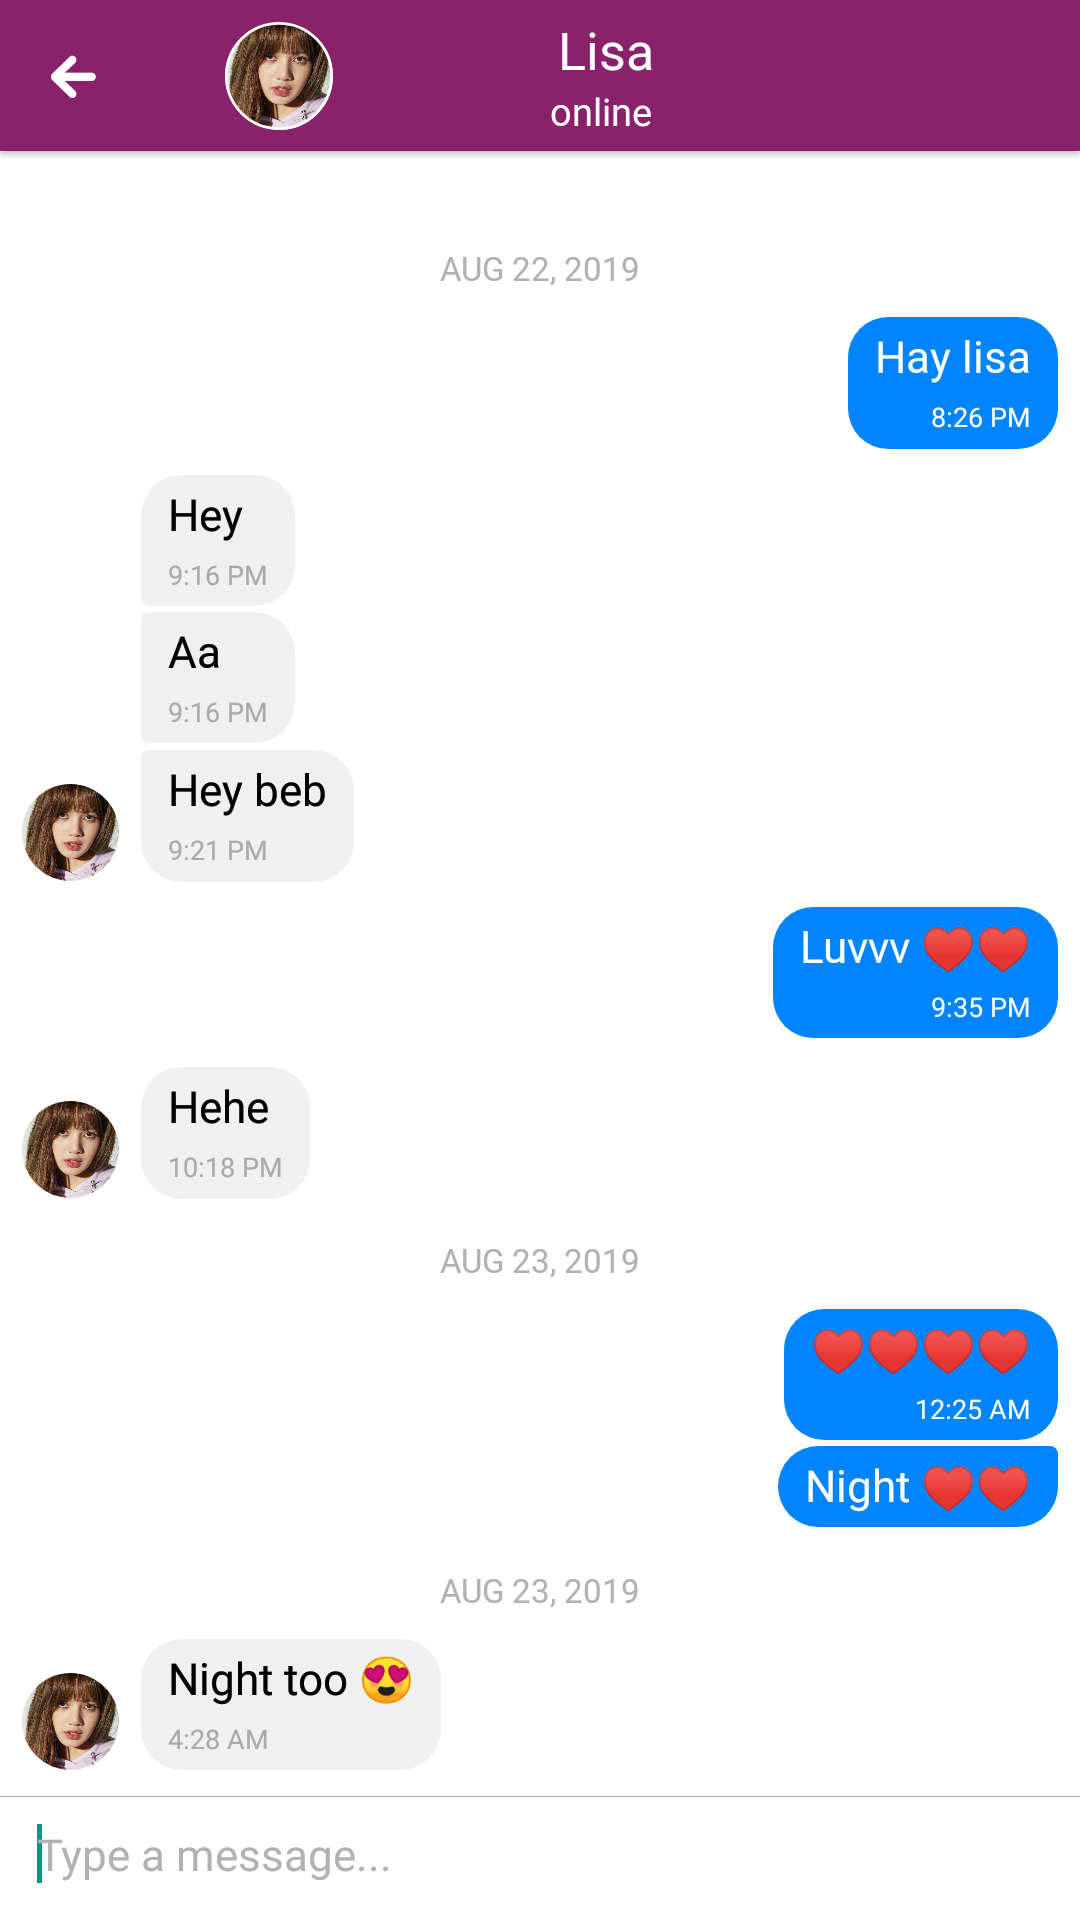 Lisa
online
AUG 22, 2019
Hay lisa
8:26 PM
Hey
9:16 PM
Aa
9:16 PM
Hey beb
9:21 PM
Luvvv ❤️❤️
9:35 PM
Hehe
10:18 PM
AUG 23, 2019
❤️❤️❤️❤️
12:25 AM
Night ❤️❤️
AUG 23, 2019
Night too 😍
4:28 AM
Type a message...